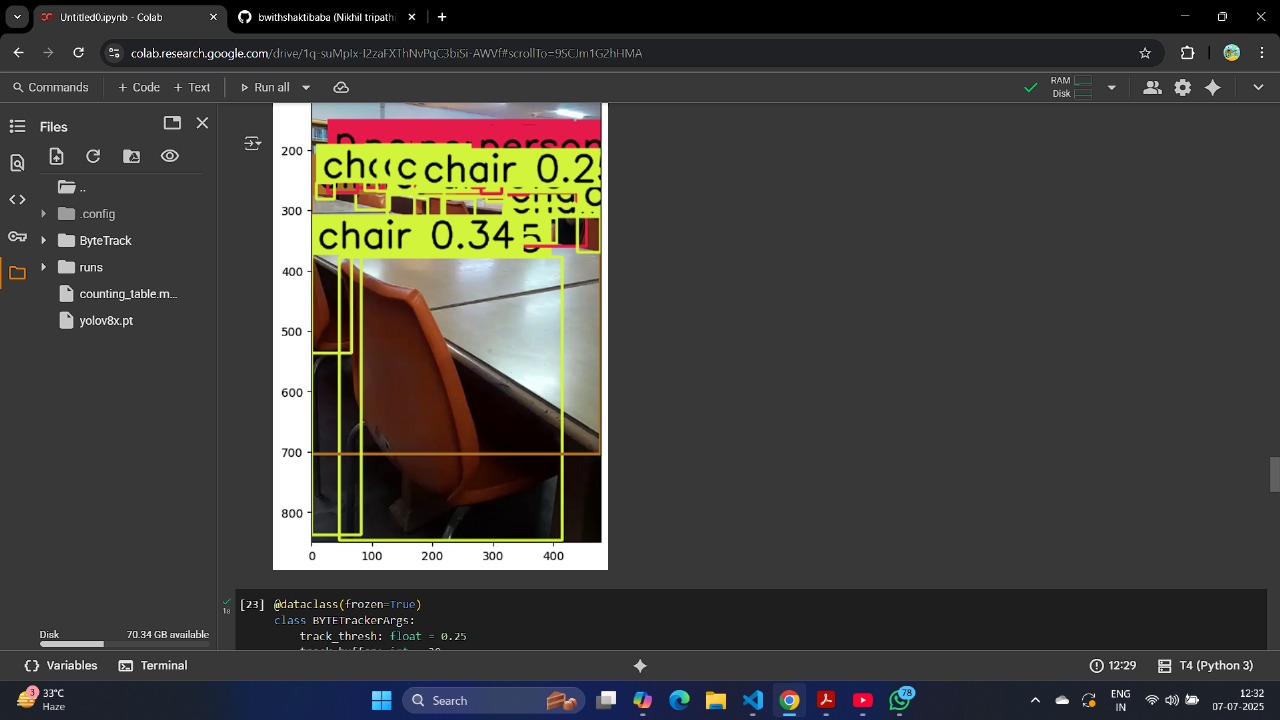 Untitled0.ipynb - Colab
bwithshaktibaba (Nikhil tripathi
colab.research.google.com/drive/1q-suMpIx-I2zaFXThNvPqC3biSi-AWVf#scrollTo=9SCJm1G2hHMA
Commands + Code + Text Run all
RAM
Disk
Files
..
.config
ByteTrack
runs
counting_table.m...
yolov8x.pt
person
chair 0.25
chair 0.34
200
300
400
500
600
700
800
0 100 200 300 400
[23] @dataclass(frozen=True)
class BYTETrackerArgs:
track_thresh: float = 0.25
Disk 70.34 GB available
Variables Terminal 12:29 T4 (Python 3)
3 33°C
Haze
Search
78
ENG
IN
12:32
07-07-2025